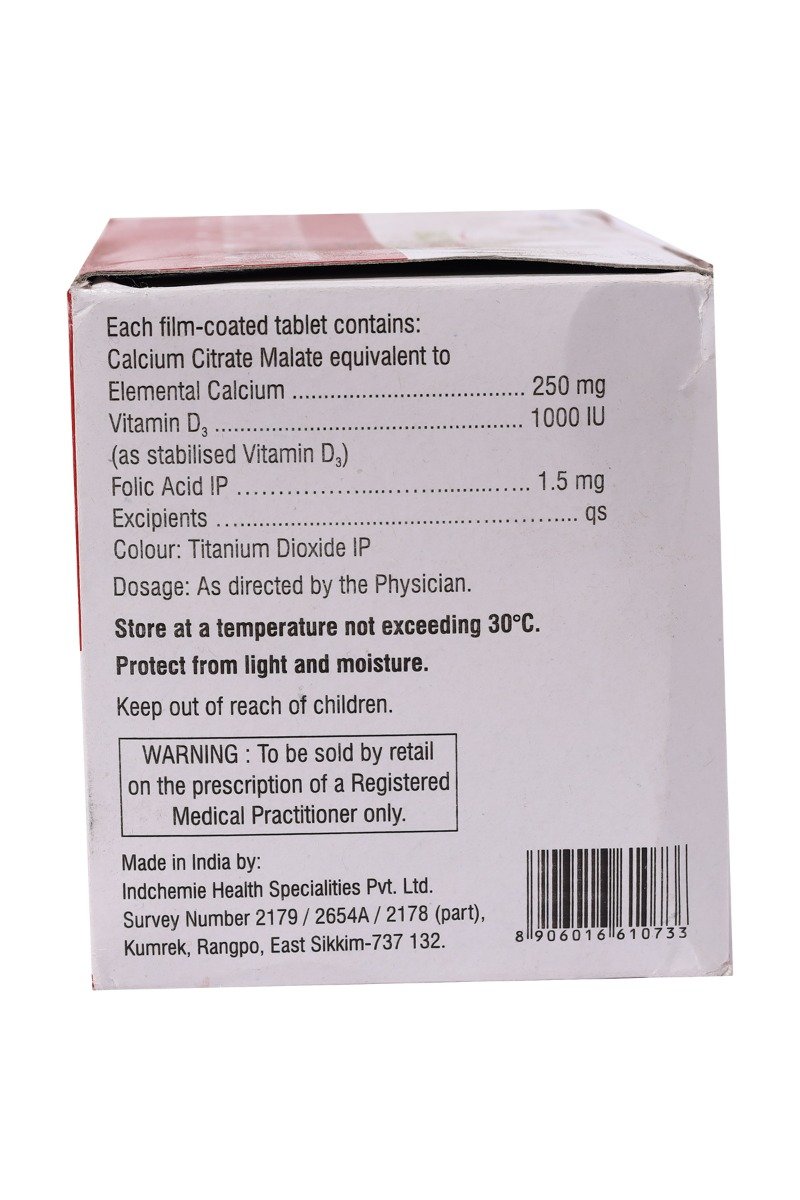 Each film-coated tablet contains:
Calcium Citrate Malate equivalent to
Elemental Calcium ................................... 250 mg
Vitamin D₃ ................................................ 1000 IU
(as stabilised Vitamin D₃)
Folic Acid IP ........................................... 1.5 mg
Excipients .................................................... qs
Colour: Titanium Dioxide IP
Dosage: As directed by the Physician.
Store at a temperature not exceeding 30°C.
Protect from light and moisture.
Keep out of reach of children.
WARNING : To be sold by retail
on the prescription of a Registered
Medical Practitioner only.
Made in India by:
Indchemie Health Specialities Pvt. Ltd.
Survey Number 2179 / 2654A / 2178 (part),
Kumrek, Rangpo, East Sikkim-737 132.
8 906016 610733